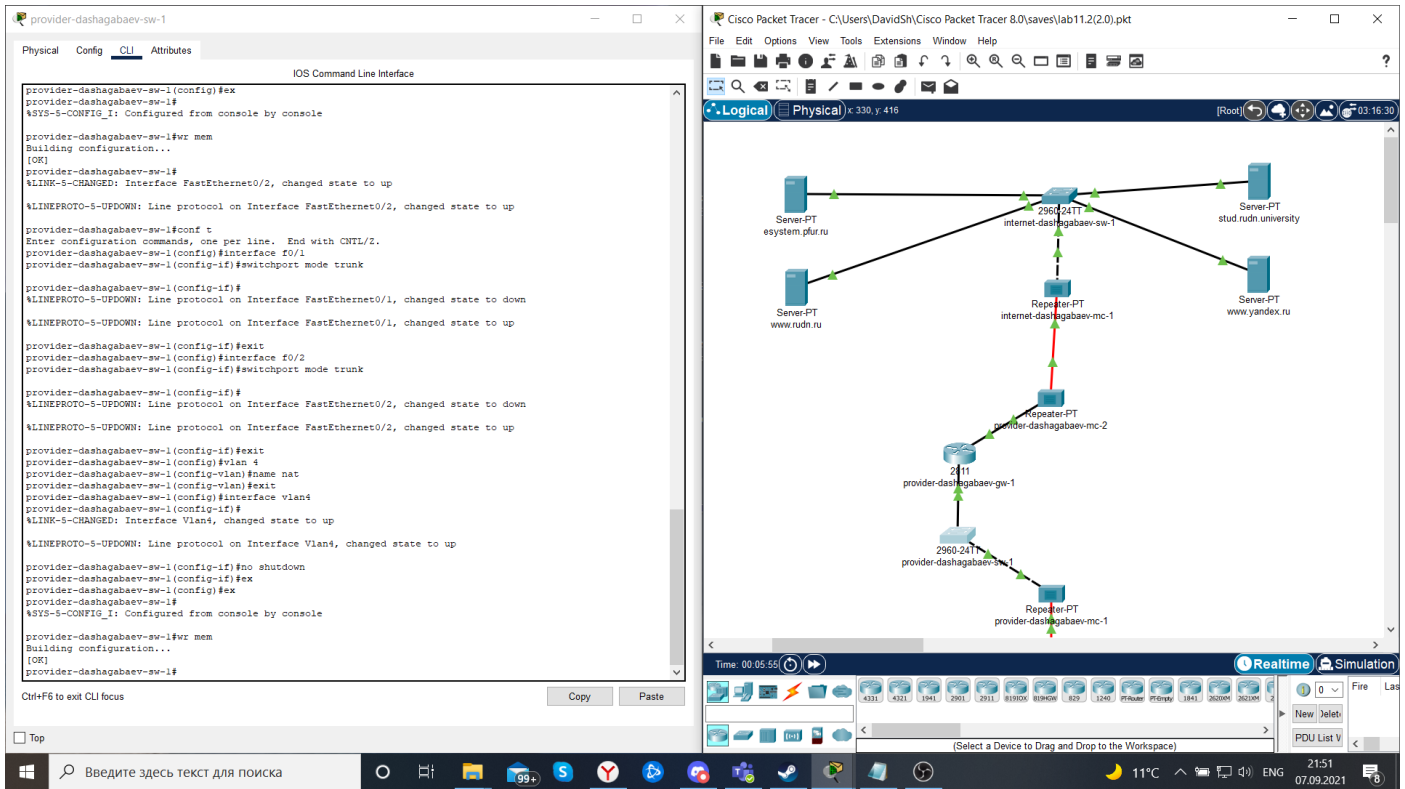 provider-dashagabaev-sw-1
Physical Config CLI Attributes
IOS Command Line Interface
provider-dashagabaev-sw-1(config)#ex
provider-dashagabaev-sw-1#
%SYS-5-CONFIG_I: Configured from console by console
provider-dashagabaev-sw-1#wr mem
Building configuration...
[OK]
provider-dashagabaev-sw-1#
%LINK-5-CHANGED: Interface FastEthernet0/2, changed state to up
%LINEPROTO-5-UPDOWN: Line protocol on Interface FastEthernet0/2, changed state to up
provider-dashagabaev-sw-1#conf t
Enter configuration commands, one per line. End with CNTL/Z.
provider-dashagabaev-sw-1(config)#interface f0/1
provider-dashagabaev-sw-1(config-if)#switchport mode trunk
provider-dashagabaev-sw-1(config-if)#
%LINEPROTO-5-UPDOWN: Line protocol on Interface FastEthernet0/1, changed state to down
%LINEPROTO-5-UPDOWN: Line protocol on Interface FastEthernet0/1, changed state to up
provider-dashagabaev-sw-1(config-if)#exit
provider-dashagabaev-sw-1(config)#interface f0/2
provider-dashagabaev-sw-1(config-if)#switchport mode trunk
provider-dashagabaev-sw-1(config-if)#
%LINEPROTO-5-UPDOWN: Line protocol on Interface FastEthernet0/2, changed state to down
%LINEPROTO-5-UPDOWN: Line protocol on Interface FastEthernet0/2, changed state to up
provider-dashagabaev-sw-1(config-if)#exit
provider-dashagabaev-sw-1(config)#vlan 4
provider-dashagabaev-sw-1(config-vlan)#name nat
provider-dashagabaev-sw-1(config-vlan)#exit
provider-dashagabaev-sw-1(config)#interface vlan4
provider-dashagabaev-sw-1(config-if)#
%LINK-5-CHANGED: Interface Vlan4, changed state to up
%LINEPROTO-5-UPDOWN: Line protocol on Interface Vlan4, changed state to up
provider-dashagabaev-sw-1(config-if)#no shutdown
provider-dashagabaev-sw-1(config-if)#ex
provider-dashagabaev-sw-1(config)#ex
provider-dashagabaev-sw-1#
%SYS-5-CONFIG_I: Configured from console by console
provider-dashagabaev-sw-1#wr mem
Building configuration...
[OK]
provider-dashagabaev-sw-1#
Ctrl+F6 to exit CLI focus
Copy Paste
Top
Cisco Packet Tracer - C:\Users\DavidSh\Cisco Packet Tracer 8.0\saves\lab11.2(2.0).pkt
File Edit Options View Tools Extensions Window Help
?
Logical Physical x: 330, y: 416 [Root] 03:16:30
Server-PT
esystem.pfur.ru
2960-24TT
internet-dashagabaev-sw-1
Server-PT
stud.rudn.university
Server-PT
www.rudn.ru
Repeater-PT
internet-dashagabaev-mc-1
Server-PT
www.yandex.ru
Repeater-PT
provider-dashagabaev-mc-2
2811
provider-dashagabaev-gw-1
2960-24TT
provider-dashagabaev-sw-1
Repeater-PT
provider-dashagabaev-mc-1
Time: 00:05:55 Realtime Simulation
4331 4321 1941 2901 2911 819IOX 819HGW 829 1240 PT-Router PT-Empty 1841 2620XM 2621XM 2
0 Fire Las
New Delet
PDU List V
(Select a Device to Drag and Drop to the Workspace)
Введите здесь текст для поиска
99+
11°C ENG 21:51
07.09.2021
8